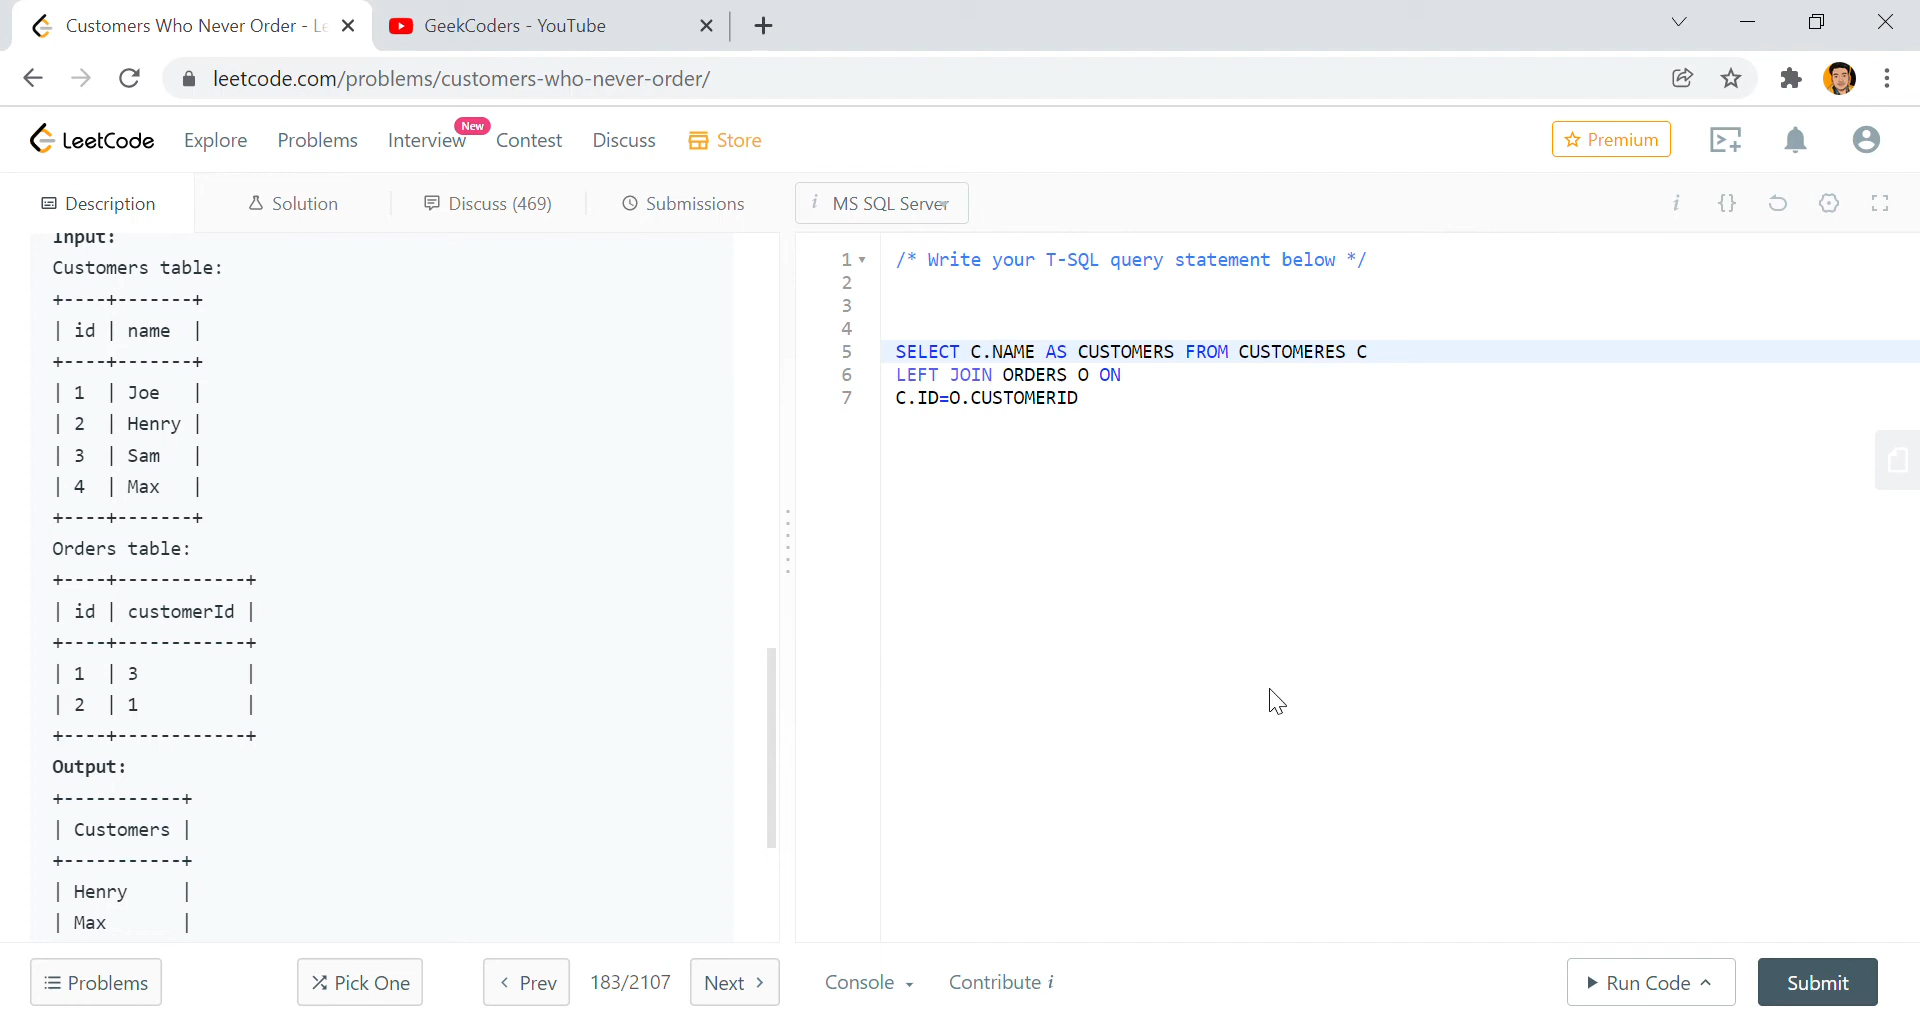 Customers Who Never Order - Le
GeekCoders - YouTube
leetcode.com/problems/customers-who-never-order/
LeetCode
Explore
Problems
Interview
New
Contest
Discuss
Store
Premium
Description
Solution
Discuss (469)
Submissions
i MS SQL Server
i {}
Input:
Customers table:
+----+-------+
| id | name  |
+----+-------+
| 1  | Joe   |
| 2  | Henry |
| 3  | Sam   |
| 4  | Max   |
+----+-------+
Orders table:
+----+------------+
| id | customerId |
+----+------------+
| 1  | 3          |
| 2  | 1          |
+----+------------+
Output:
+-----------+
| Customers |
+-----------+
| Henry     |
| Max       |
1 /* Write your T-SQL query statement below */
2
3
4
5 SELECT C.NAME AS CUSTOMERS FROM CUSTOMERES C
6 LEFT JOIN ORDERS O ON
7 C.ID=O.CUSTOMERID
Problems
Pick One
Prev
183/2107
Next
Console
Contribute i
Run Code
Submit